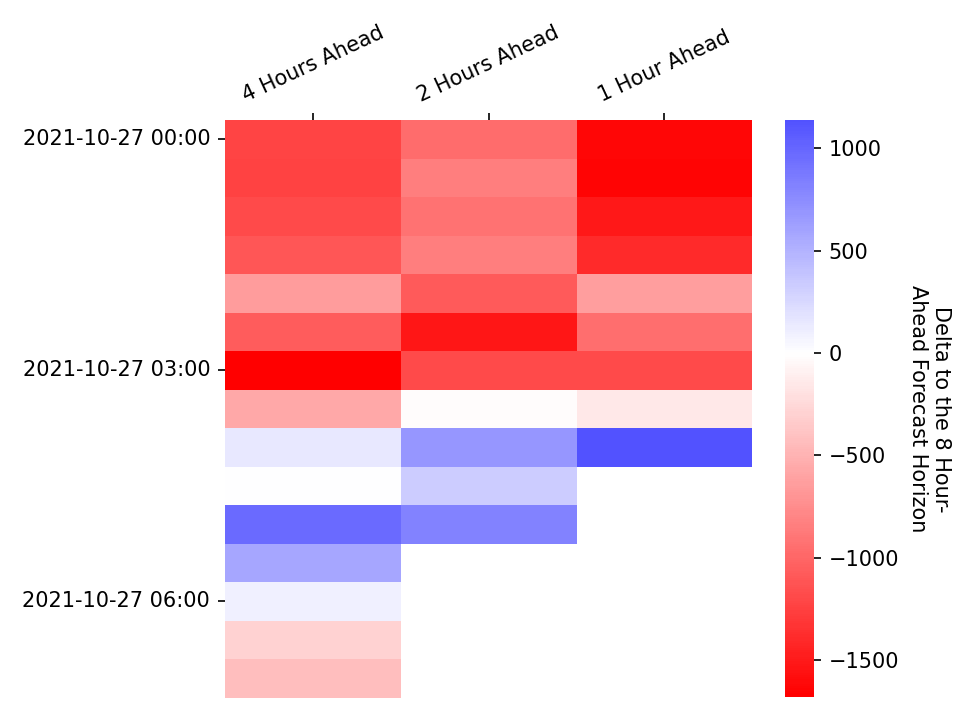 4 Hours Ahead
2 Hours Ahead
1 Hour Ahead
2021-10-27 00:00
2021-10-27 03:00
2021-10-27 06:00
1000
500
0
−500
−1000
−1500
Delta to the 8 Hour-
Ahead Forecast Horizon